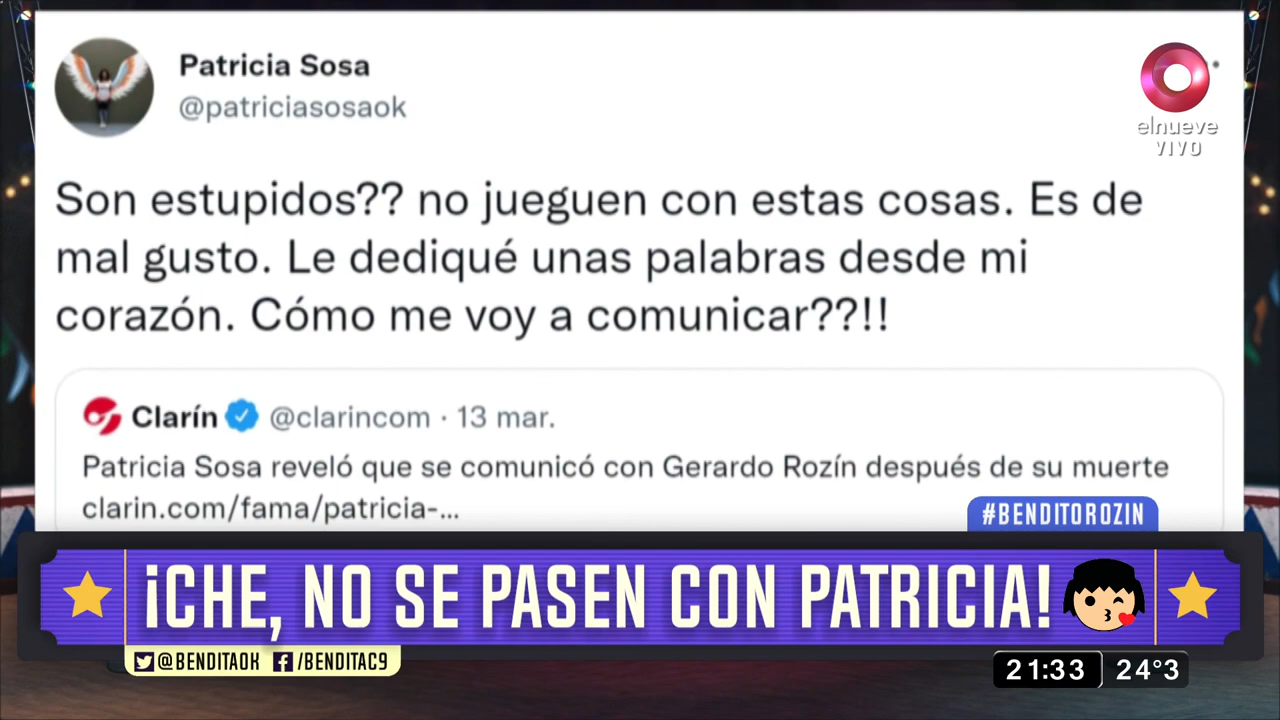 Patricia Sosa
@patriciasosaok
elnueve
VIVO
Son estupidos?? no jueguen con estas cosas. Es de
mal gusto. Le dediqué unas palabras desde mi
corazón. Cómo me voy a comunicar??!!
Clarín @clarincom · 13 mar.
Patricia Sosa reveló que se comunicó con Gerardo Rozín después de su muerte
clarin.com/fama/patricia-...
#BENDITOROZIN
¡CHE, NO SE PASEN CON PATRICIA!
@BENDITAOK /BENDITAC9
21:33 24°3